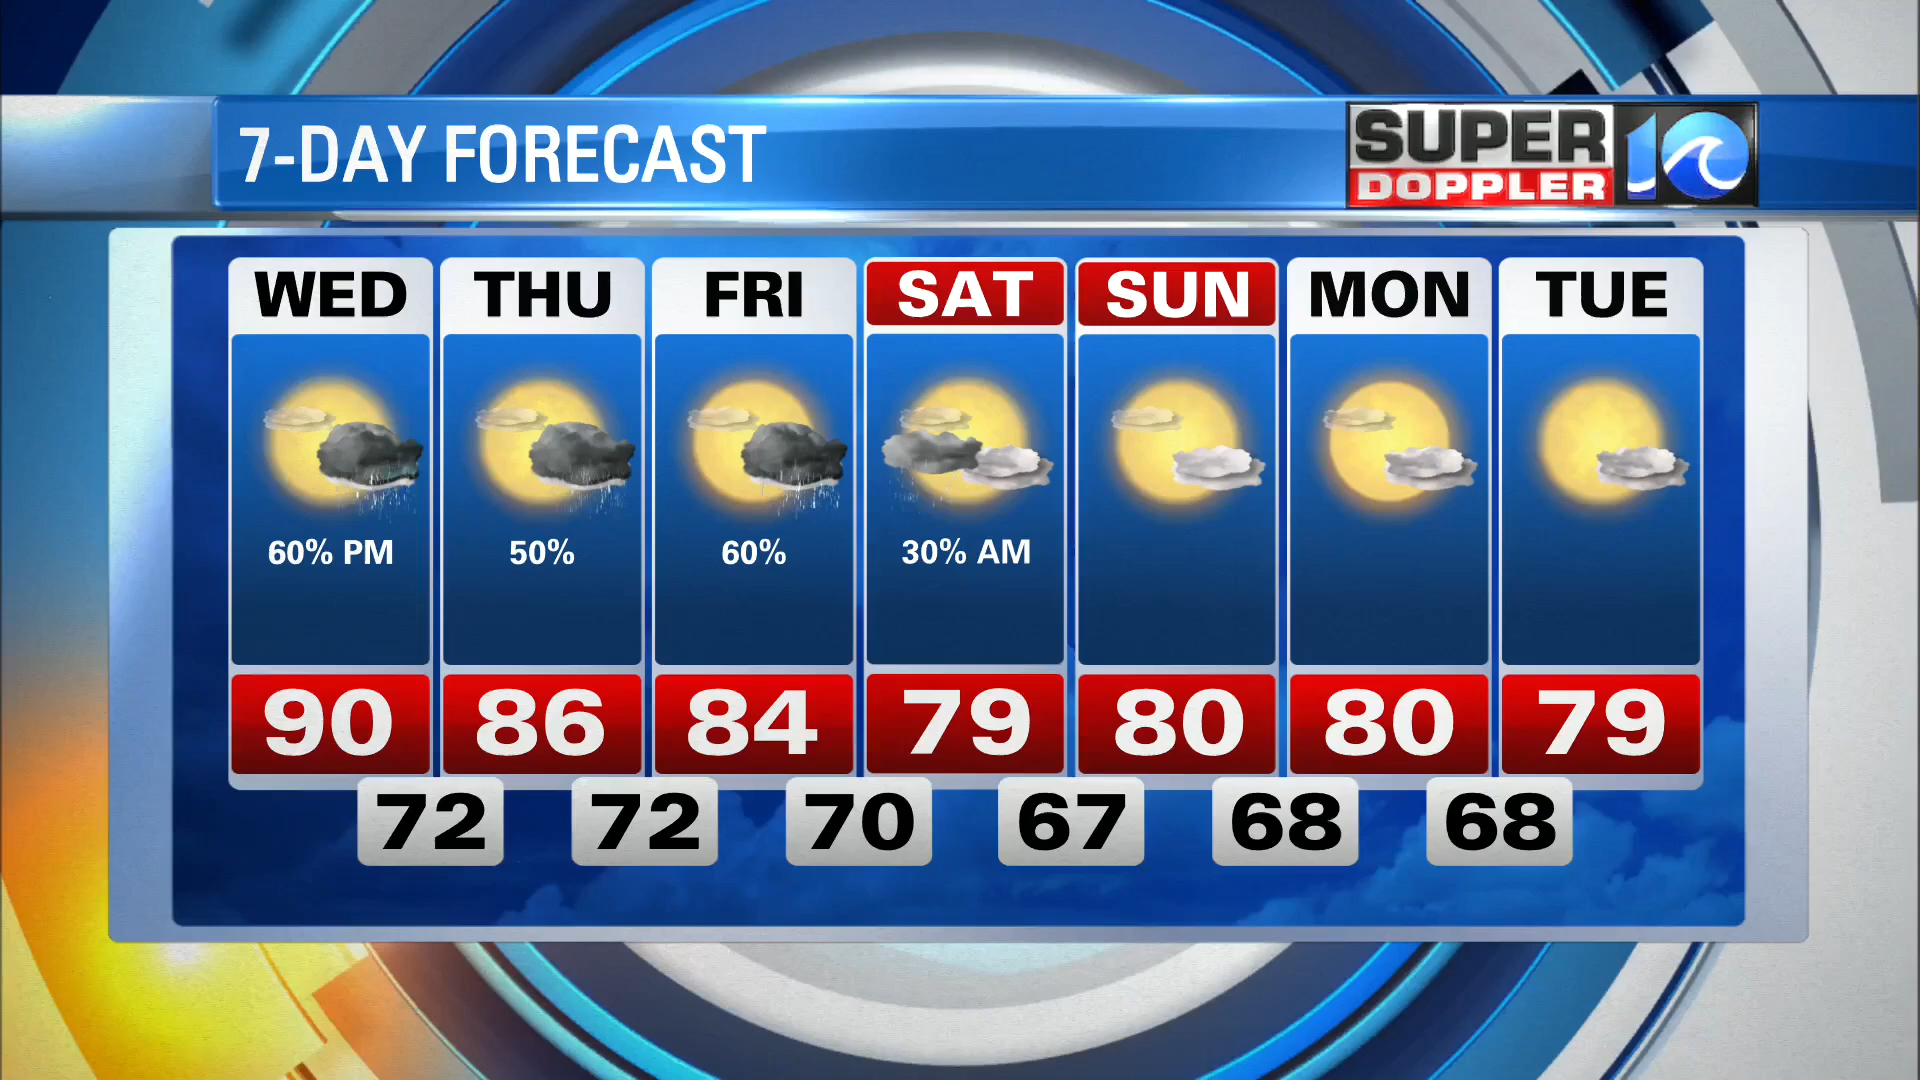 7-DAY FORECAST
SUPER
DOPPLER
10
WED THU FRI SAT SUN MON TUE
60% PM 50% 60% 30% AM
90 86 84 79 80 80 79
72 72 70 67 68 68